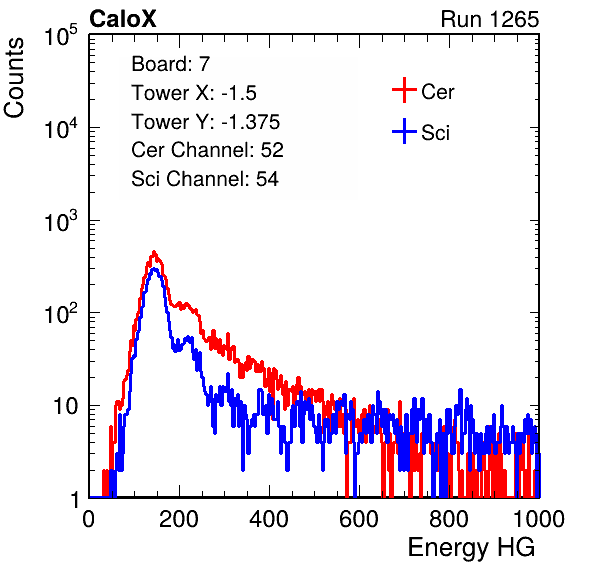 CaloX Run 1265
Counts
Board: 7
Tower X: -1.5
Tower Y: -1.375
Cer Channel: 52
Sci Channel: 54
Cer
Sci
10^5
10^4
10^3
10^2
10
1
0 200 400 600 800 1000
Energy HG